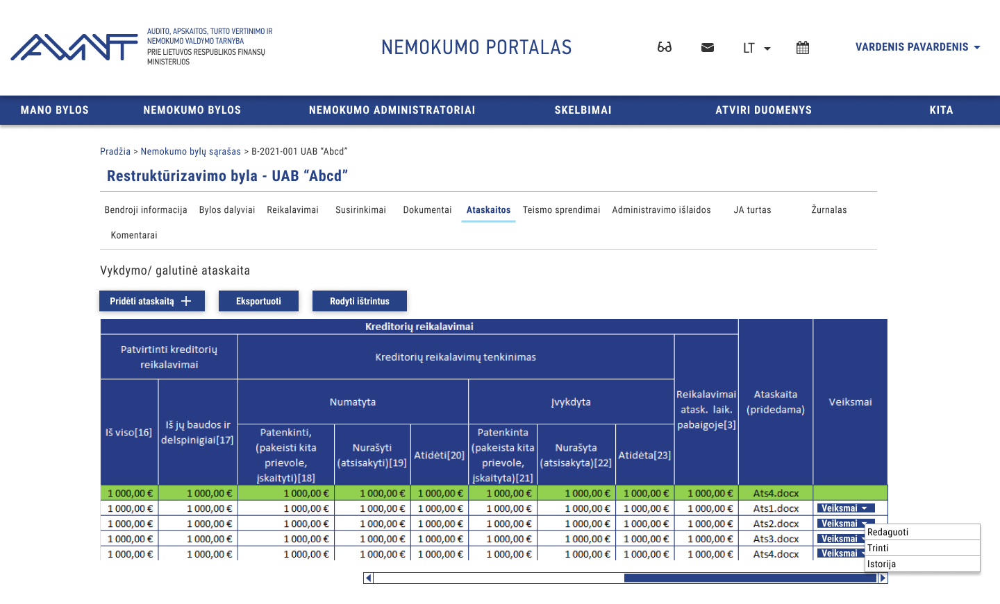 AUDITO, APSKAITOS, TURTO VERTINIMO IR
NEMOKUMO VALDYMO TARNYBA
PRIE LIETUVOS RESPUBLIKOS FINANSŲ
MINISTERIJOS
NEMOKUMO PORTALAS
LT
VARDENIS PAVARDENIS
MANO BYLOS NEMOKUMO BYLOS NEMOKUMO ADMINISTRATORIAI SKELBIMAI ATVIRI DUOMENYS KITA
Pradžia > Nemokumo bylų sąrašas > B-2021-001 UAB “Abcd”
Restruktūrizavimo byla - UAB “Abcd”
Bendroji informacija Bylos dalyviai Reikalavimai Susirinkimai Dokumentai Ataskaitos Teismo sprendimai Administravimo išlaidos JA turtas Žurnalas
Komentarai
Vykdymo/ galutinė ataskaita
Pridėti ataskaitą Eksportuoti Rodyti ištrintus
Kreditorių reikalavimai
Patvirtinti kreditorių
reikalavimai
Kreditorių reikalavimų tenkinimas
Numatyta
Įvykdyta
Reikalavimai
atask. laik.
pabaigoje[3]
Ataskaita
(pridedama)
Veiksmai
Iš viso[16]
Iš jų baudos ir
delspinigiai[17]
Patenkinti,
(pakeisti kita
prievole,
įskaityti)[18]
Nurašyti
(atsisakyti)[19]
Atidėti[20]
Patenkinta
(pakeista kita
prievole,
įskaityta)[21]
Nurašyta
(atsisakyta)[22]
Atidėta[23]
1 000,00 € 1 000,00 € 1 000,00 € 1 000,00 € 1 000,00 € 1 000,00 € 1 000,00 € 1 000,00 € 1 000,00 € Ats4.docx
1 000,00 € 1 000,00 € 1 000,00 € 1 000,00 € 1 000,00 € 1 000,00 € 1 000,00 € 1 000,00 € 1 000,00 € Ats1.docx Veiksmai
1 000,00 € 1 000,00 € 1 000,00 € 1 000,00 € 1 000,00 € 1 000,00 € 1 000,00 € 1 000,00 € 1 000,00 € Ats2.docx Veiksmai
1 000,00 € 1 000,00 € 1 000,00 € 1 000,00 € 1 000,00 € 1 000,00 € 1 000,00 € 1 000,00 € 1 000,00 € Ats3.docx Veiksmai
1 000,00 € 1 000,00 € 1 000,00 € 1 000,00 € 1 000,00 € 1 000,00 € 1 000,00 € 1 000,00 € 1 000,00 € Ats4.docx Veiksmai
Redaguoti
Trinti
Istorija